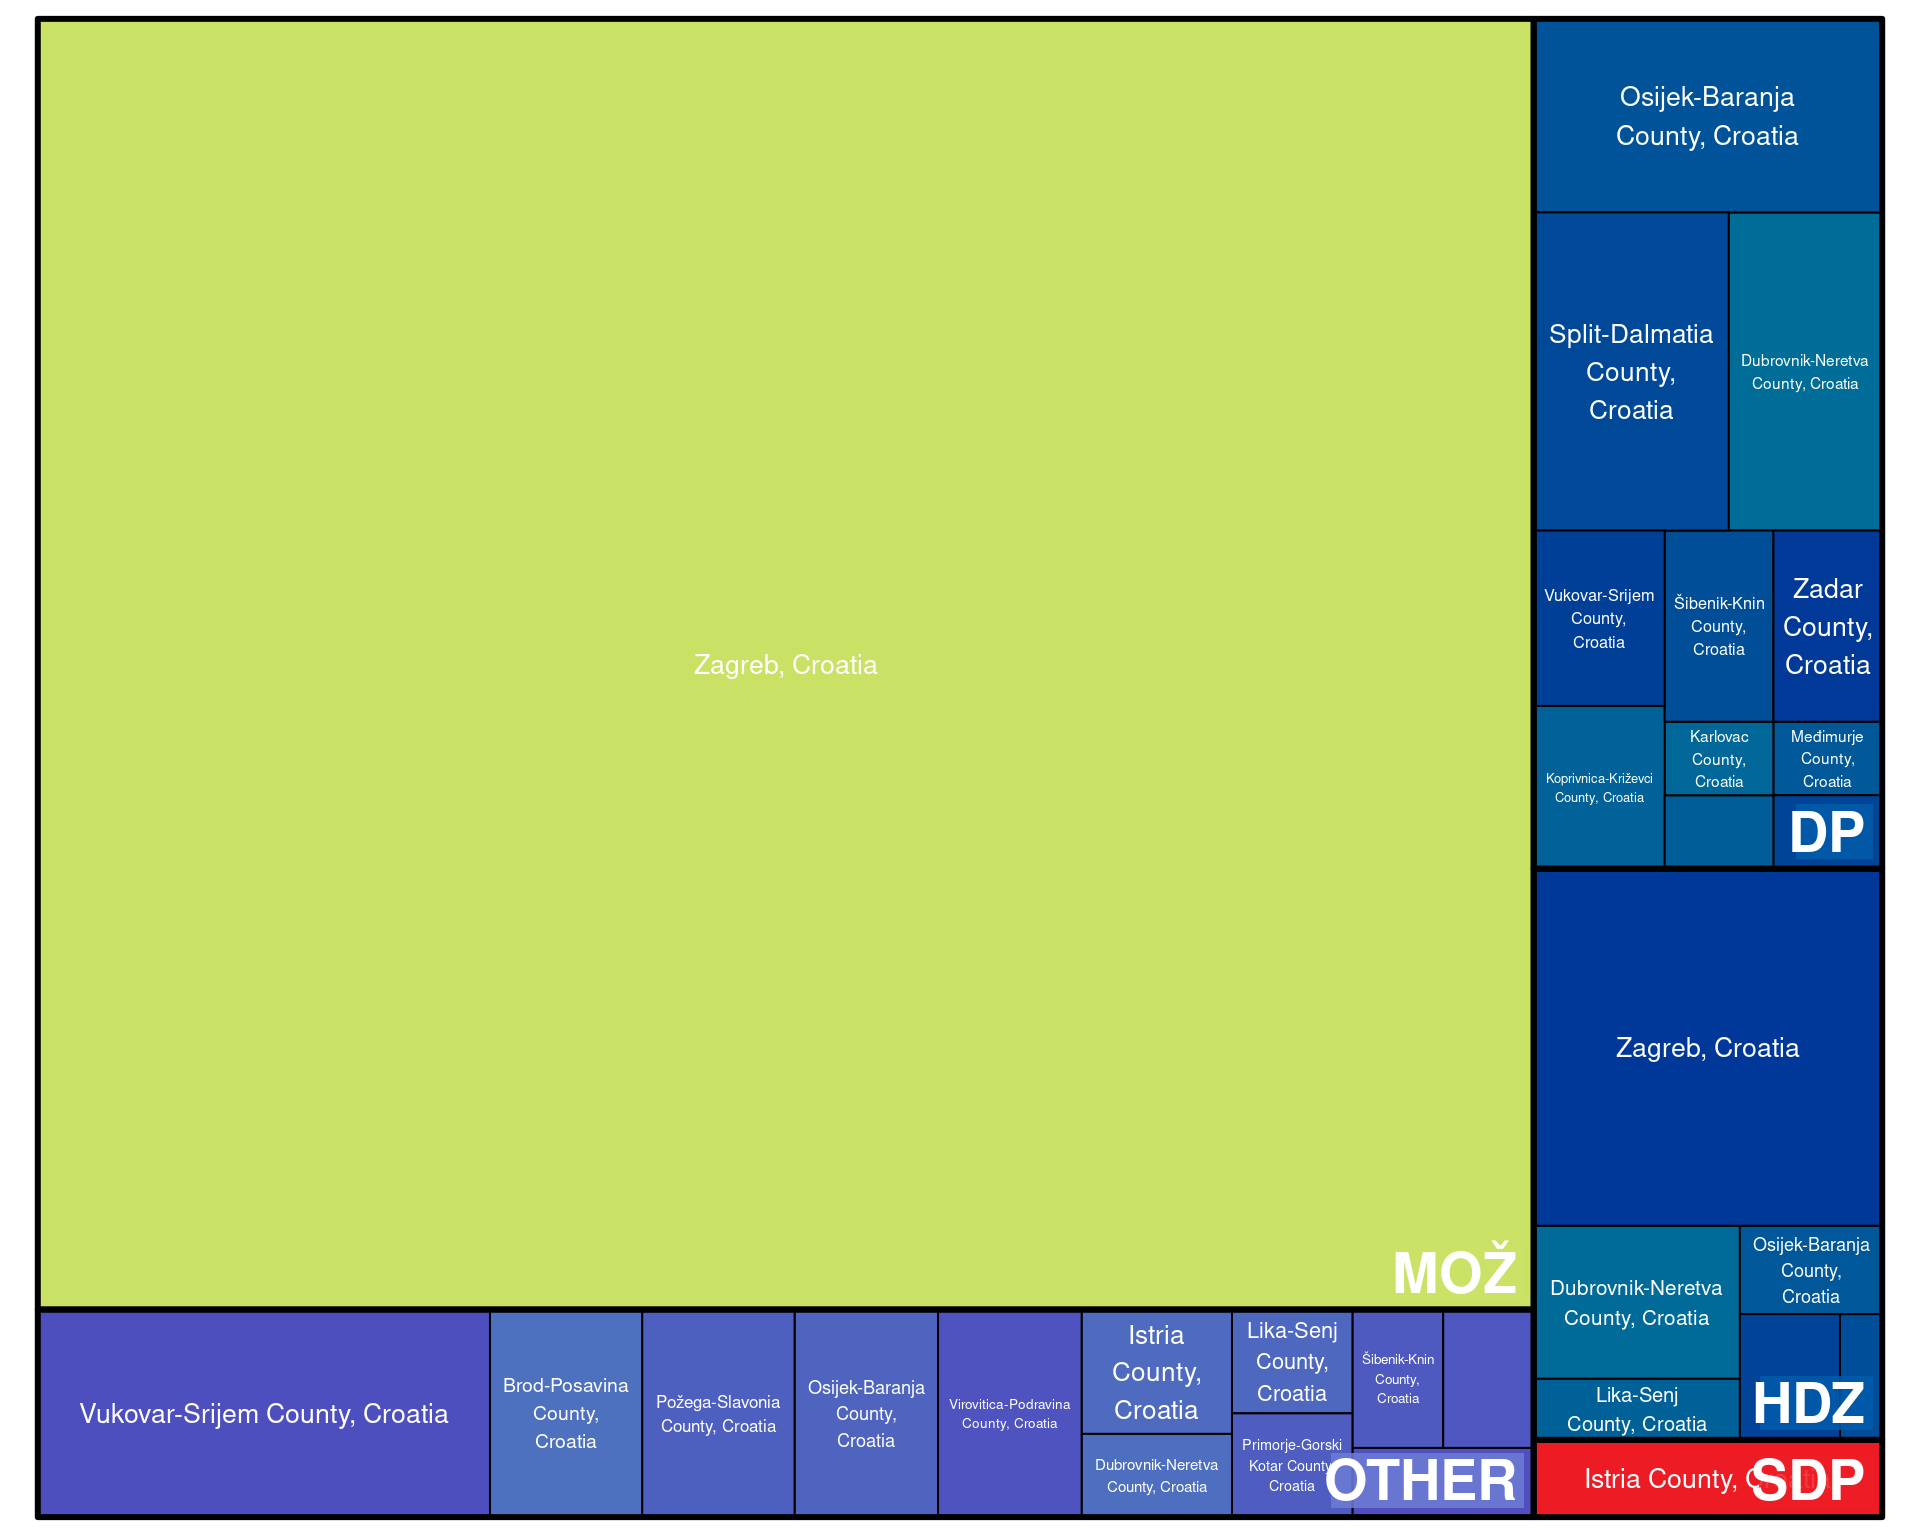 Zagreb, Croatia
MOŽ
Osijek-Baranja
County, Croatia
Split-Dalmatia
County,
Croatia
Dubrovnik-Neretva
County, Croatia
Vukovar-Srijem
County,
Croatia
Šibenik-Knin
County,
Croatia
Zadar
County,
Croatia
Koprivnica-Križevci
County, Croatia
Karlovac
County,
Croatia
Međimurje
County,
Croatia
DP
Zagreb, Croatia
Dubrovnik-Neretva
County, Croatia
Osijek-Baranja
County,
Croatia
Lika-Senj
County, Croatia
HDZ
Vukovar-Srijem County, Croatia
Brod-Posavina
County,
Croatia
Požega-Slavonia
County, Croatia
Osijek-Baranja
County,
Croatia
Virovitica-Podravina
County, Croatia
Istria
County,
Croatia
Dubrovnik-Neretva
County, Croatia
Lika-Senj
County,
Croatia
Primorje-Gorski
Kotar County
Croatia
Šibenik-Knin
County,
Croatia
OTHER
Istria County,
SDP